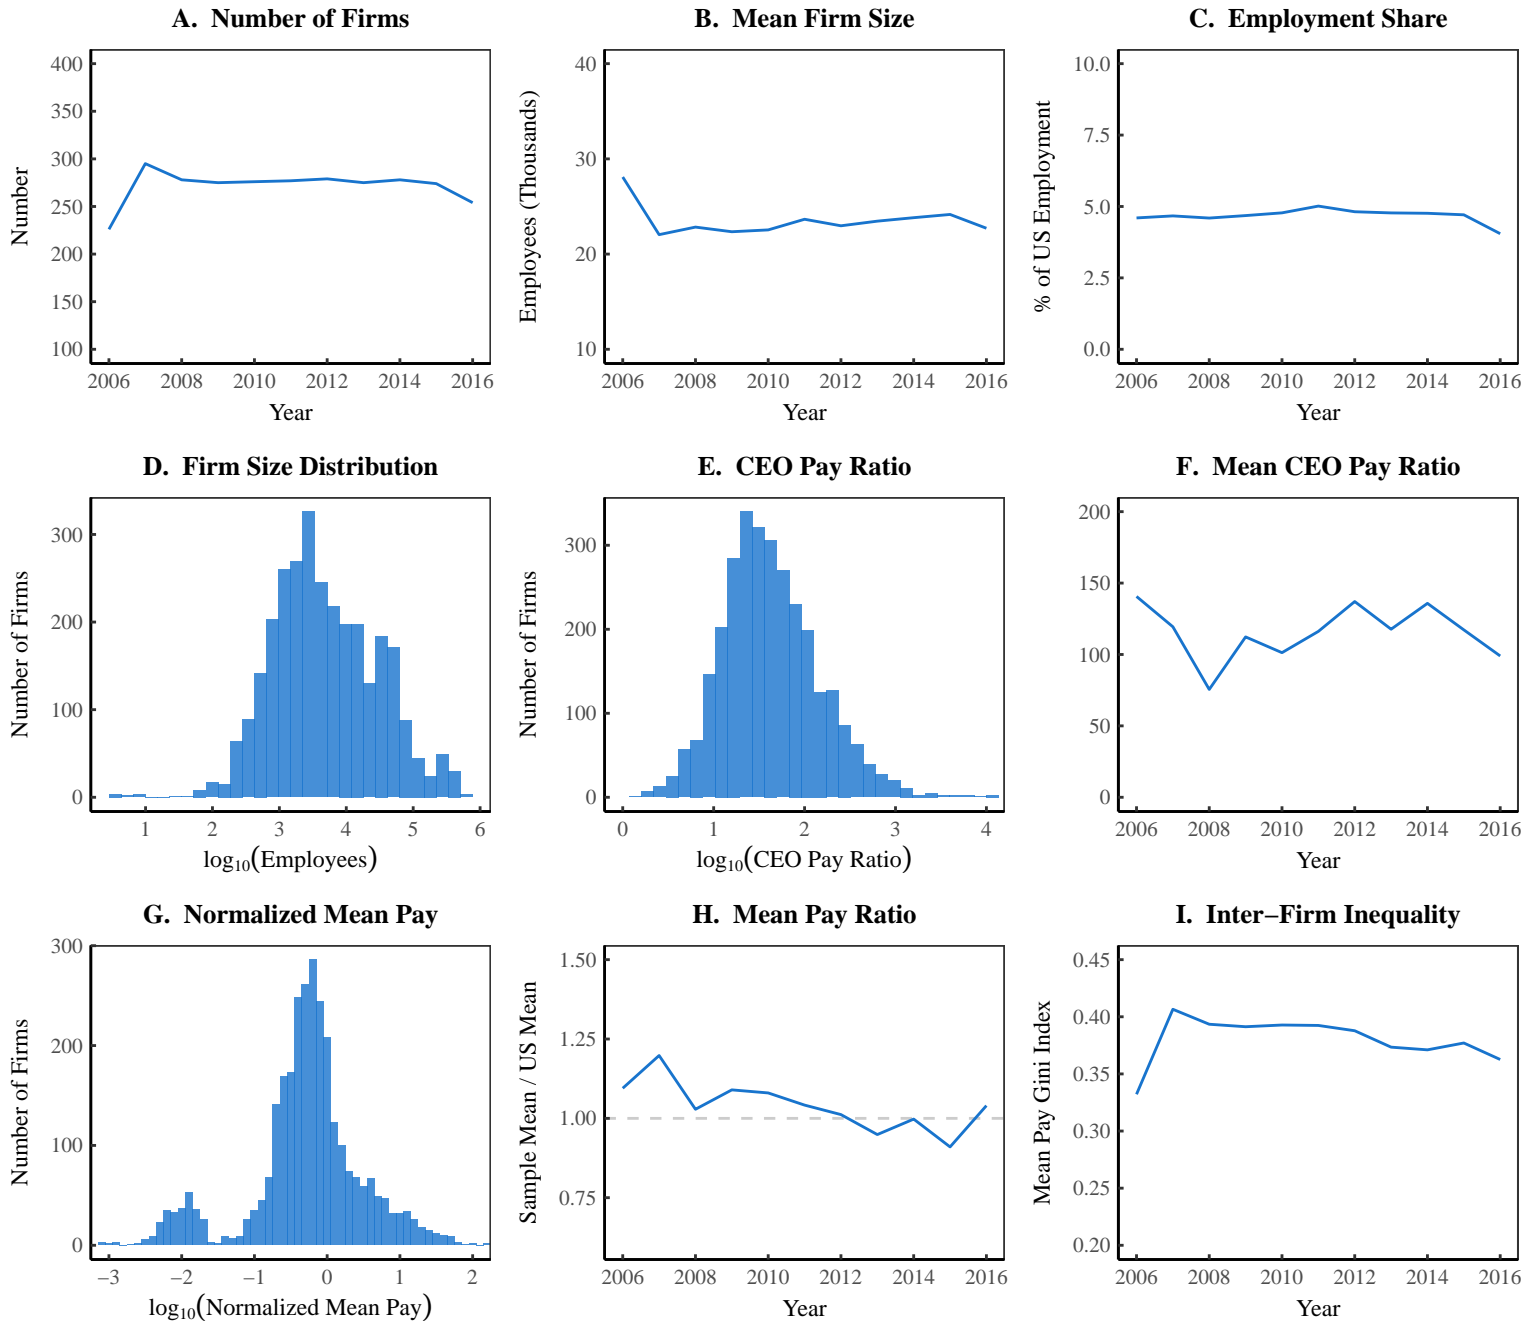 A. Number of Firms
400
350
300
250
200
150
100
Number
2006 2008 2010 2012 2014 2016
Year
B. Mean Firm Size
40
30
20
10
Employees (Thousands)
2006 2008 2010 2012 2014 2016
Year
C. Employment Share
10.0
7.5
5.0
2.5
0.0
% of US Employment
2006 2008 2010 2012 2014 2016
Year
D. Firm Size Distribution
300
200
100
0
Number of Firms
1 2 3 4 5 6
log10(Employees)
E. CEO Pay Ratio
300
200
100
0
Number of Firms
0 1 2 3 4
log10(CEO Pay Ratio)
F. Mean CEO Pay Ratio
200
150
100
50
0
2006 2008 2010 2012 2014 2016
Year
G. Normalized Mean Pay
300
200
100
0
Number of Firms
−3 −2 −1 0 1 2
log10(Normalized Mean Pay)
H. Mean Pay Ratio
1.50
1.25
1.00
0.75
Sample Mean / US Mean
2006 2008 2010 2012 2014 2016
Year
I. Inter−Firm Inequality
0.45
0.40
0.35
0.30
0.25
0.20
Mean Pay Gini Index
2006 2008 2010 2012 2014 2016
Year